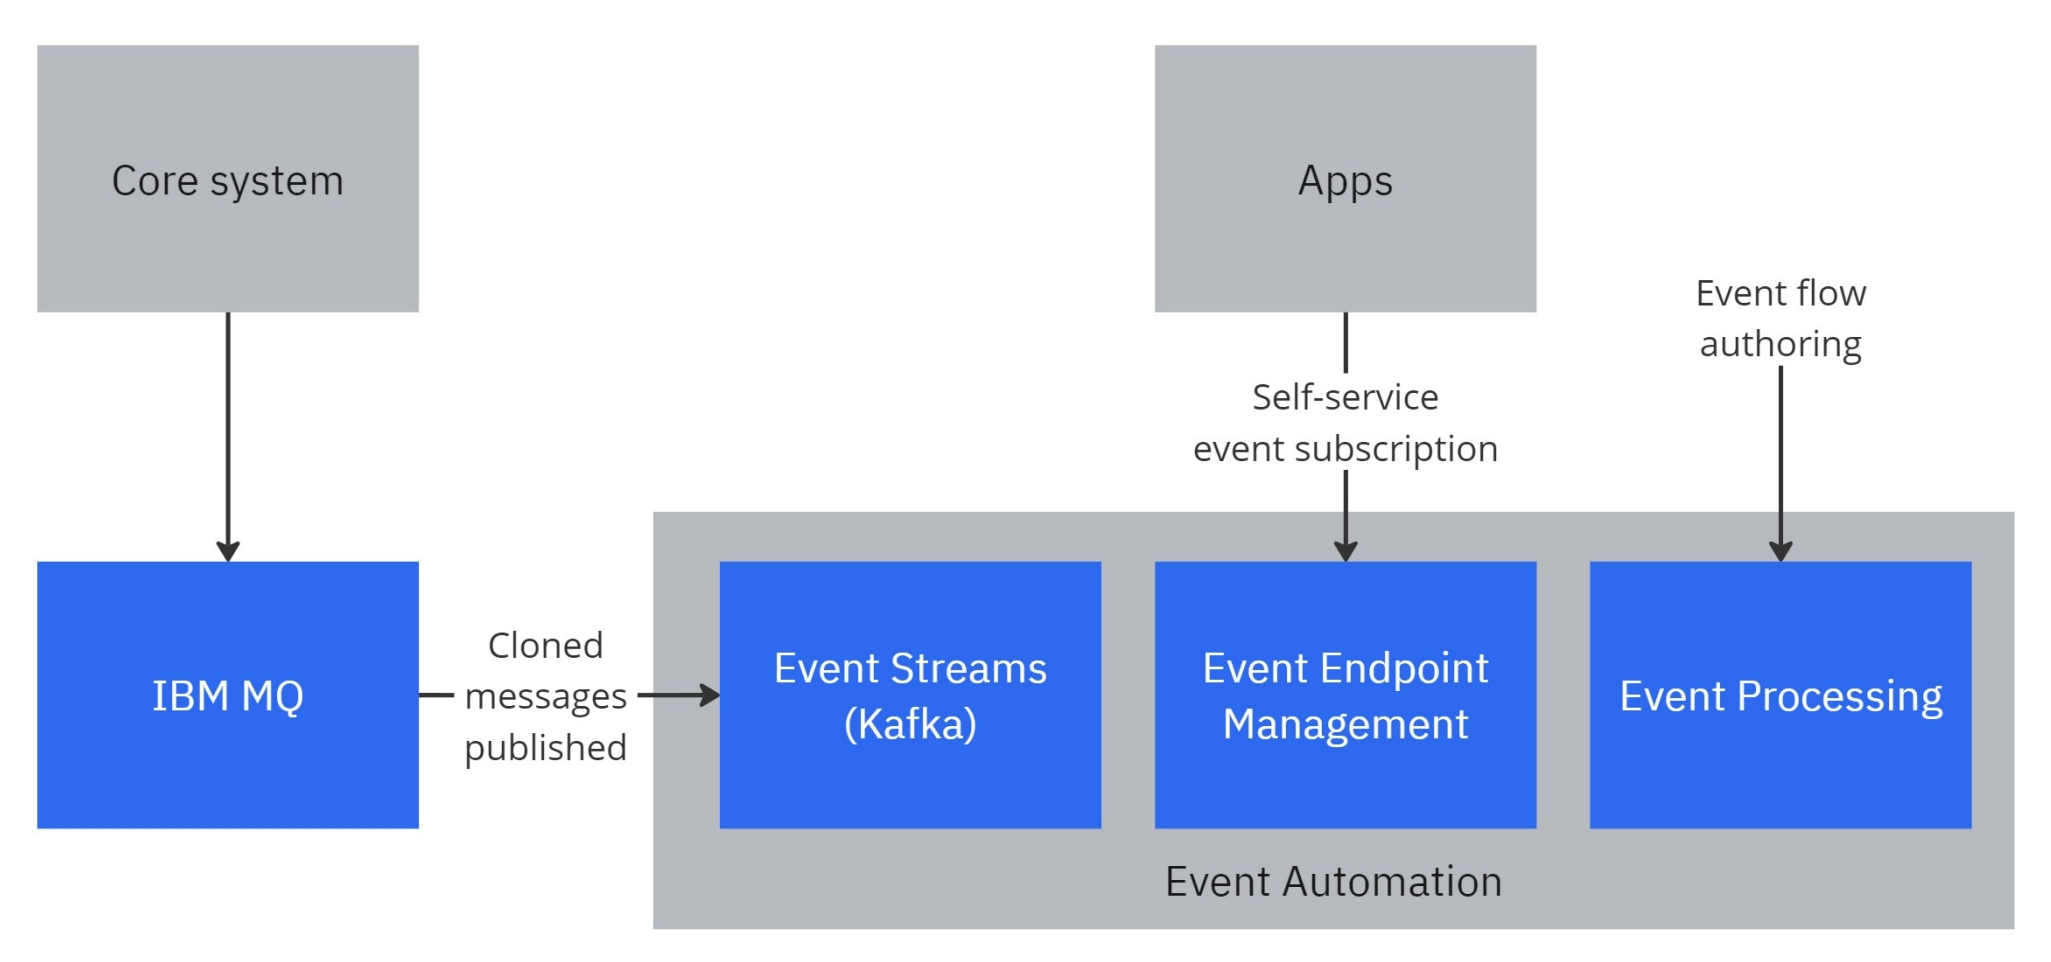 Core system
Apps
Event flow
authoring
Self-service
event subscription
IBM MQ
Cloned
messages
published
Event Streams
(Kafka)
Event Endpoint
Management
Event Processing
Event Automation